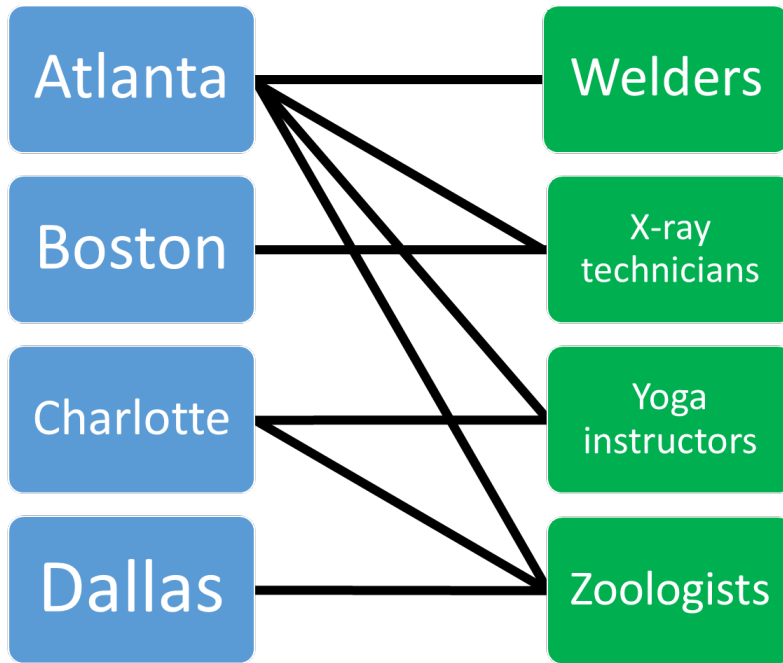 Atlanta
Welders
Boston
X-ray
technicians
Charlotte
Yoga
instructors
Dallas
Zoologists